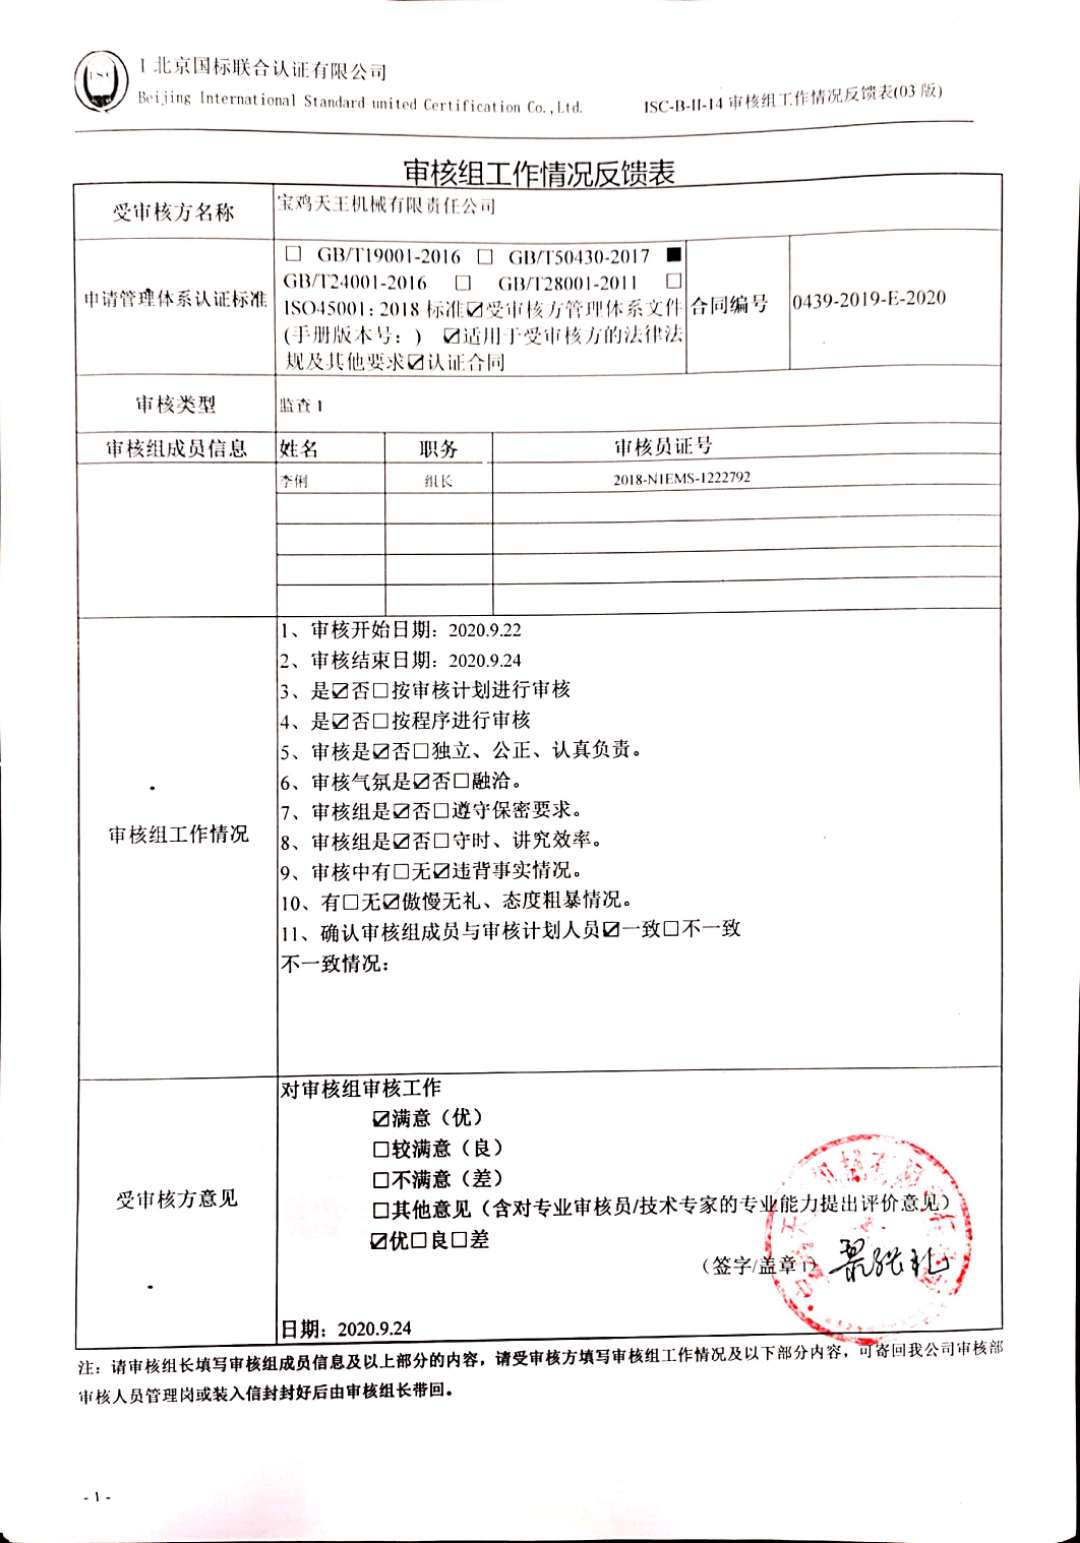 1 北京国标联合认证有限公司
Beijing International Standard united Certification Co.,Ltd.
ISC-B-II-14 审核组工作情况反馈表(03 版)
审核组工作情况反馈表
受审核方名称
宝鸡天王机械有限责任公司
申请管理体系认证标准
□ GB/T19001-2016 □ GB/T50430-2017 ■
GB/T24001-2016 □ GB/T28001-2011 □
ISO45001: 2018 标准☑受审核方管理体系文件
(手册版本号: ) ☑适用于受审核方的法律法
规及其他要求☑认证合同
合同编号
0439-2019-E-2020
审核类型
监查 1
审核组成员信息
姓名
职务
审核员证号
李俐
组长
2018-N1EMS-1222792
审核组工作情况
1、审核开始日期: 2020.9.22
2、审核结束日期: 2020.9.24
3、是☑否□按审核计划进行审核
4、是☑否□按程序进行审核
5、审核是☑否□独立、公正、认真负责。
6、审核气氛是☑否□融洽。
7、审核组是☑否□遵守保密要求。
8、审核组是☑否□守时、讲究效率。
9、审核中有□无☑违背事实情况。
10、有□无☑傲慢无礼、态度粗暴情况。
11、确认审核组成员与审核计划人员☑一致□不一致
不一致情况:
受审核方意见
对审核组审核工作
☑满意（优）
□较满意（良）
□不满意（差）
□其他意见（含对专业审核员/技术专家的专业能力提出评价意见）
☑优□良□差
（签字/盖章）
日期: 2020.9.24
注: 请审核组长填写审核组成员信息及以上部分的内容，请受审核方填写审核组工作情况及以下部分内容，可寄回我公司审核部
审核人员管理岗或装入信封封好后由审核组长带回。
- 1 -